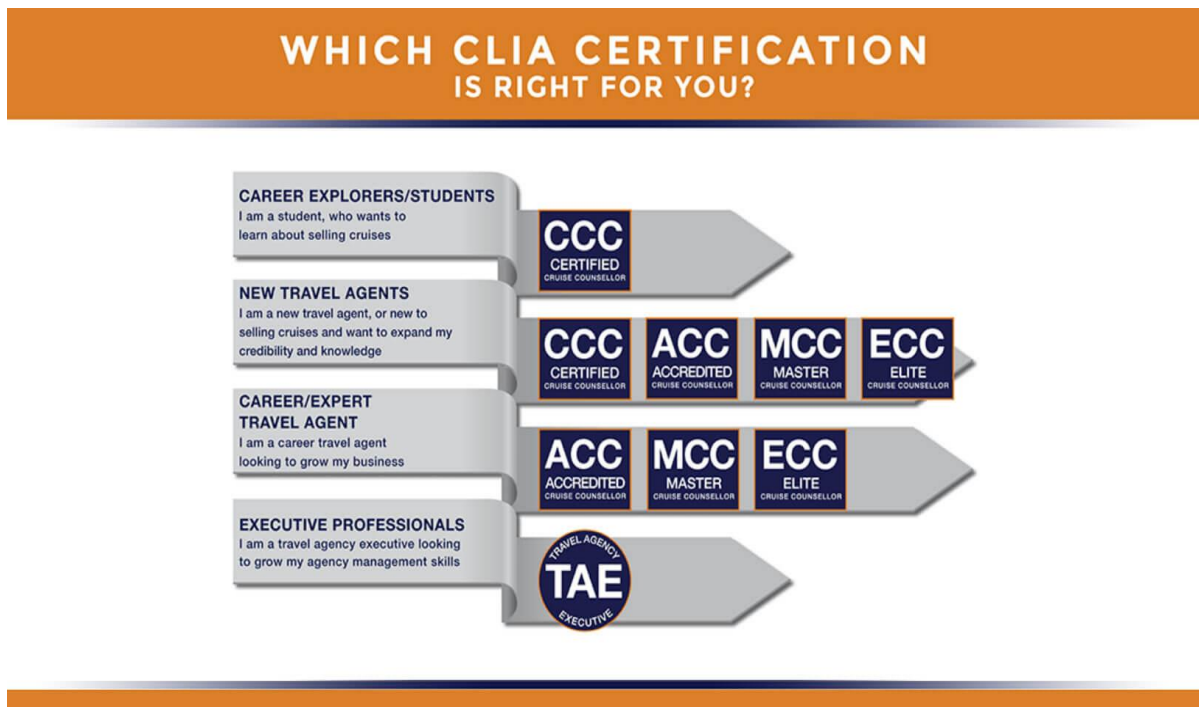 WHICH CLIA CERTIFICATION
IS RIGHT FOR YOU?
CAREER EXPLORERS/STUDENTS
I am a student, who wants to
learn about selling cruises
CCC
CERTIFIED
CRUISE COUNSELLOR
NEW TRAVEL AGENTS
I am a new travel agent, or new to
selling cruises and want to expand my
credibility and knowledge
CCC
CERTIFIED
CRUISE COUNSELLOR
ACC
ACCREDITED
CRUISE COUNSELLOR
MCC
MASTER
CRUISE COUNSELLOR
ECC
ELITE
CRUISE COUNSELLOR
CAREER/EXPERT
TRAVEL AGENT
I am a career travel agent
looking to grow my business
ACC
ACCREDITED
CRUISE COUNSELLOR
MCC
MASTER
CRUISE COUNSELLOR
ECC
ELITE
CRUISE COUNSELLOR
EXECUTIVE PROFESSIONALS
I am a travel agency executive looking
to grow my agency management skills
TRAVEL AGENCY
TAE
EXECUTIVE